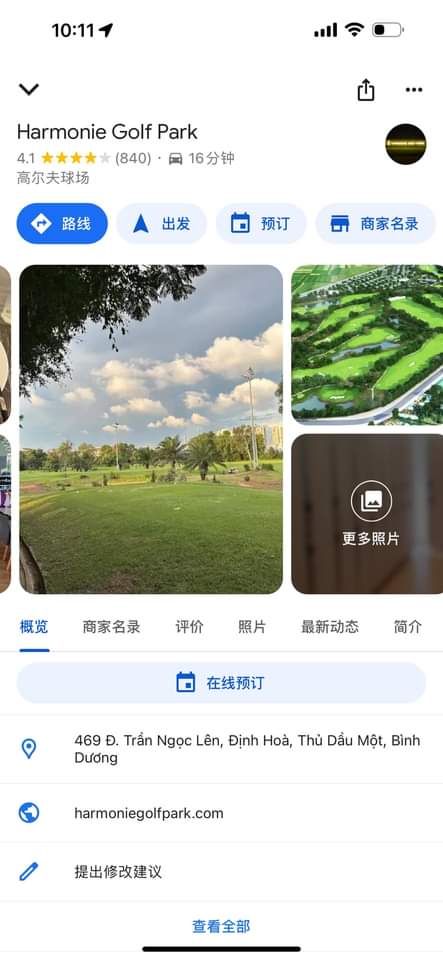 10:11
Harmonie Golf Park
4.1 (840) · 16分钟
高尔夫球场
路线 出发 预订 商家名录
更多照片
概览 商家名录 评价 照片 最新动态 简介
在线预订
469 Đ. Trần Ngọc Lên, Định Hoà, Thủ Dầu Một, Bình
Dương
harmoniegolfpark.com
提出修改建议
查看全部